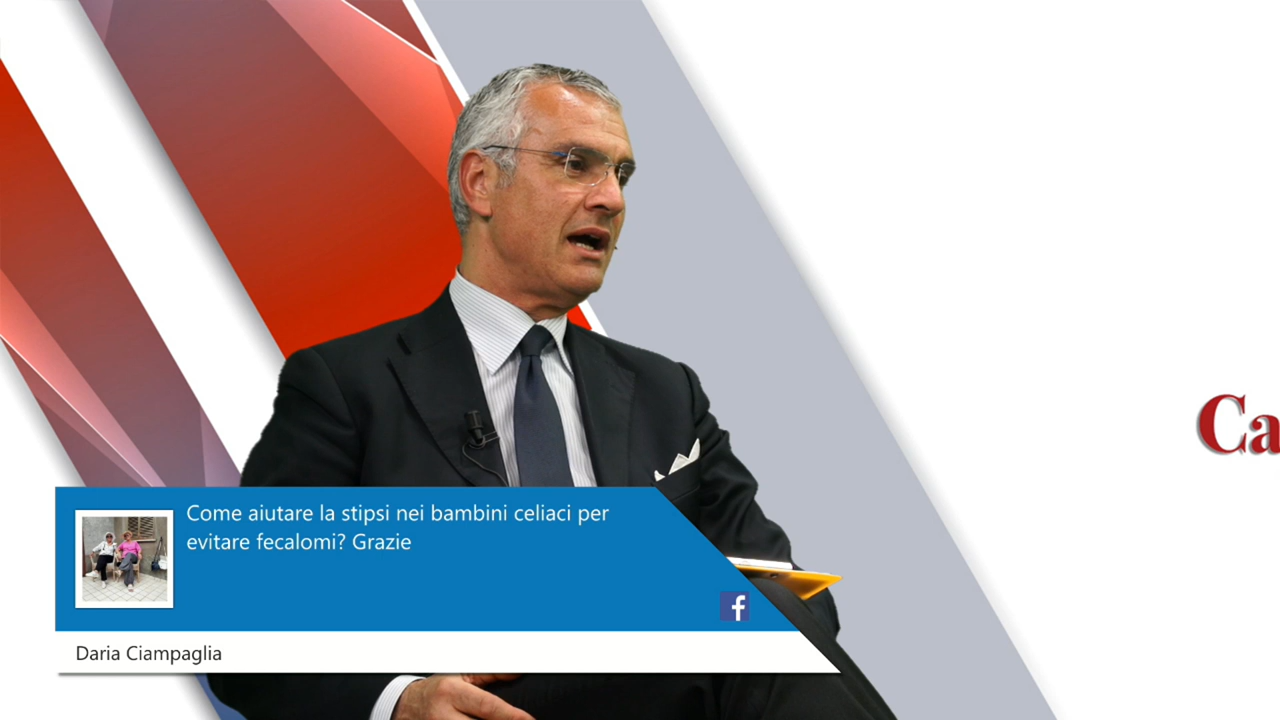 Come aiutare la stipsi nei bambini celiaci per
evitare fecalomi? Grazie
Daria Ciampaglia
Ca